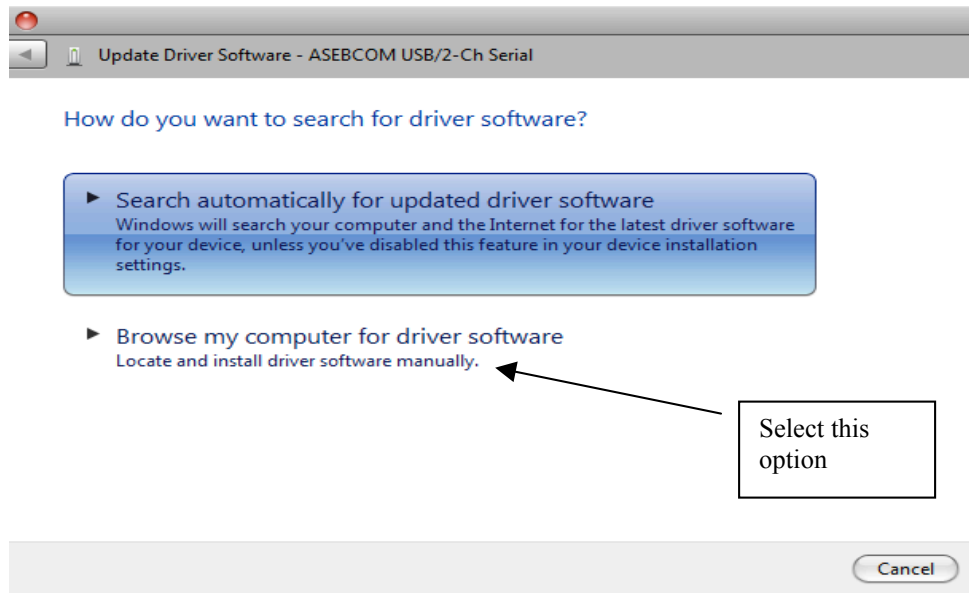 Update Driver Software - ASEBCOM USB/2-Ch Serial
How do you want to search for driver software?
Search automatically for updated driver software
Windows will search your computer and the Internet for the latest driver software
for your device, unless you've disabled this feature in your device installation
settings.
Browse my computer for driver software
Locate and install driver software manually.
Select this
option
Cancel